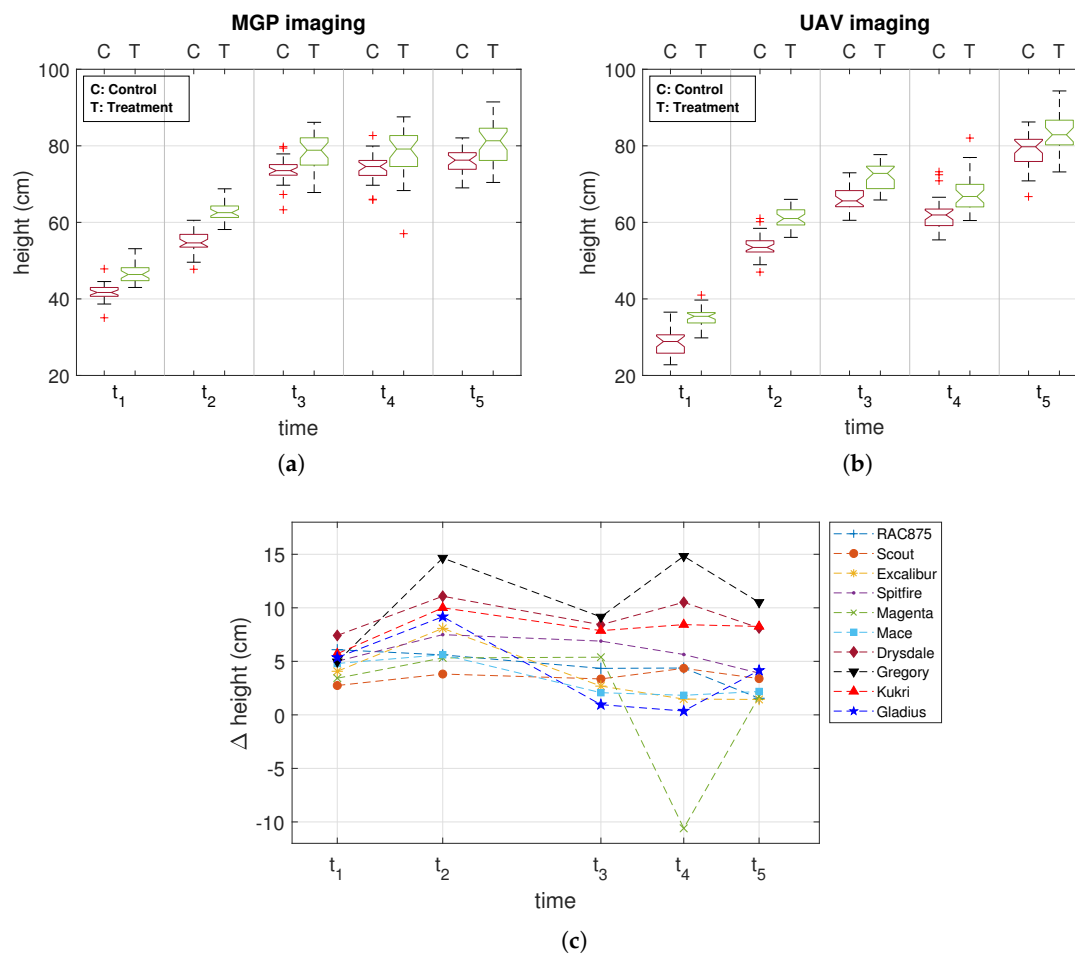 MGP imaging
C T C T C T C T C T
C: Control
T: Treatment
100
80
60
40
20
height (cm)
t1 t2 t3 t4 t5
time
(a)
UAV imaging
C T C T C T C T C T
C: Control
T: Treatment
100
80
60
40
20
height (cm)
t1 t2 t3 t4 t5
time
(b)
15
10
5
0
-5
-10
Δ height (cm)
t1 t2 t3 t4 t5
time
RAC875
Scout
Excalibur
Spitfire
Magenta
Mace
Drysdale
Gregory
Kukri
Gladius
(c)